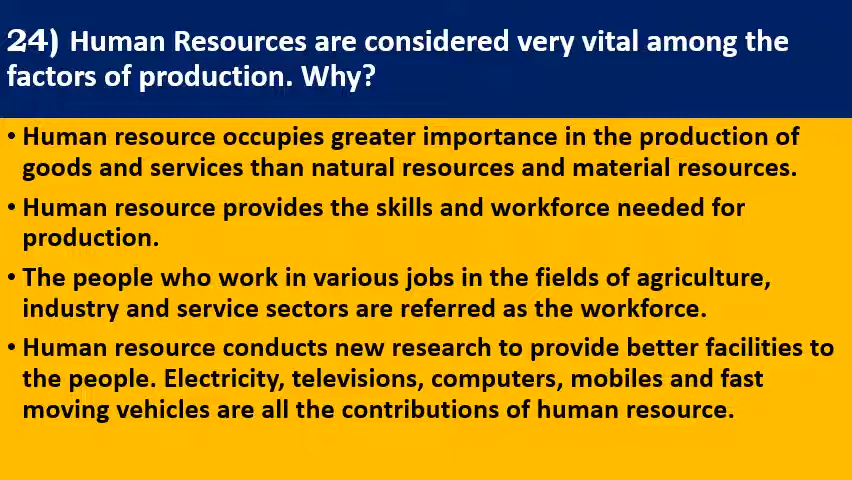 24) Human Resources are considered very vital among the
factors of production. Why?
• Human resource occupies greater importance in the production of
goods and services than natural resources and material resources.
• Human resource provides the skills and workforce needed for
production.
• The people who work in various jobs in the fields of agriculture,
industry and service sectors are referred as the workforce.
• Human resource conducts new research to provide better facilities to
the people. Electricity, televisions, computers, mobiles and fast
moving vehicles are all the contributions of human resource.